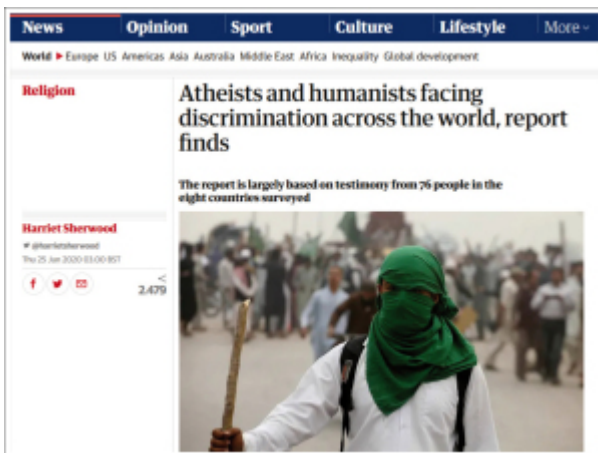 News Opinion Sport Culture Lifestyle More
World Europe US Americas Asia Australia Middle East Africa Inequality Global development
Religion
Atheists and humanists facing
discrimination across the world, report
finds
The report is largely based on testimony from 76 people in the
eight countries surveyed
Harriet Sherwood
@harrietsherwood
Thu 25 Jun 2020 03.00 BST
2,479